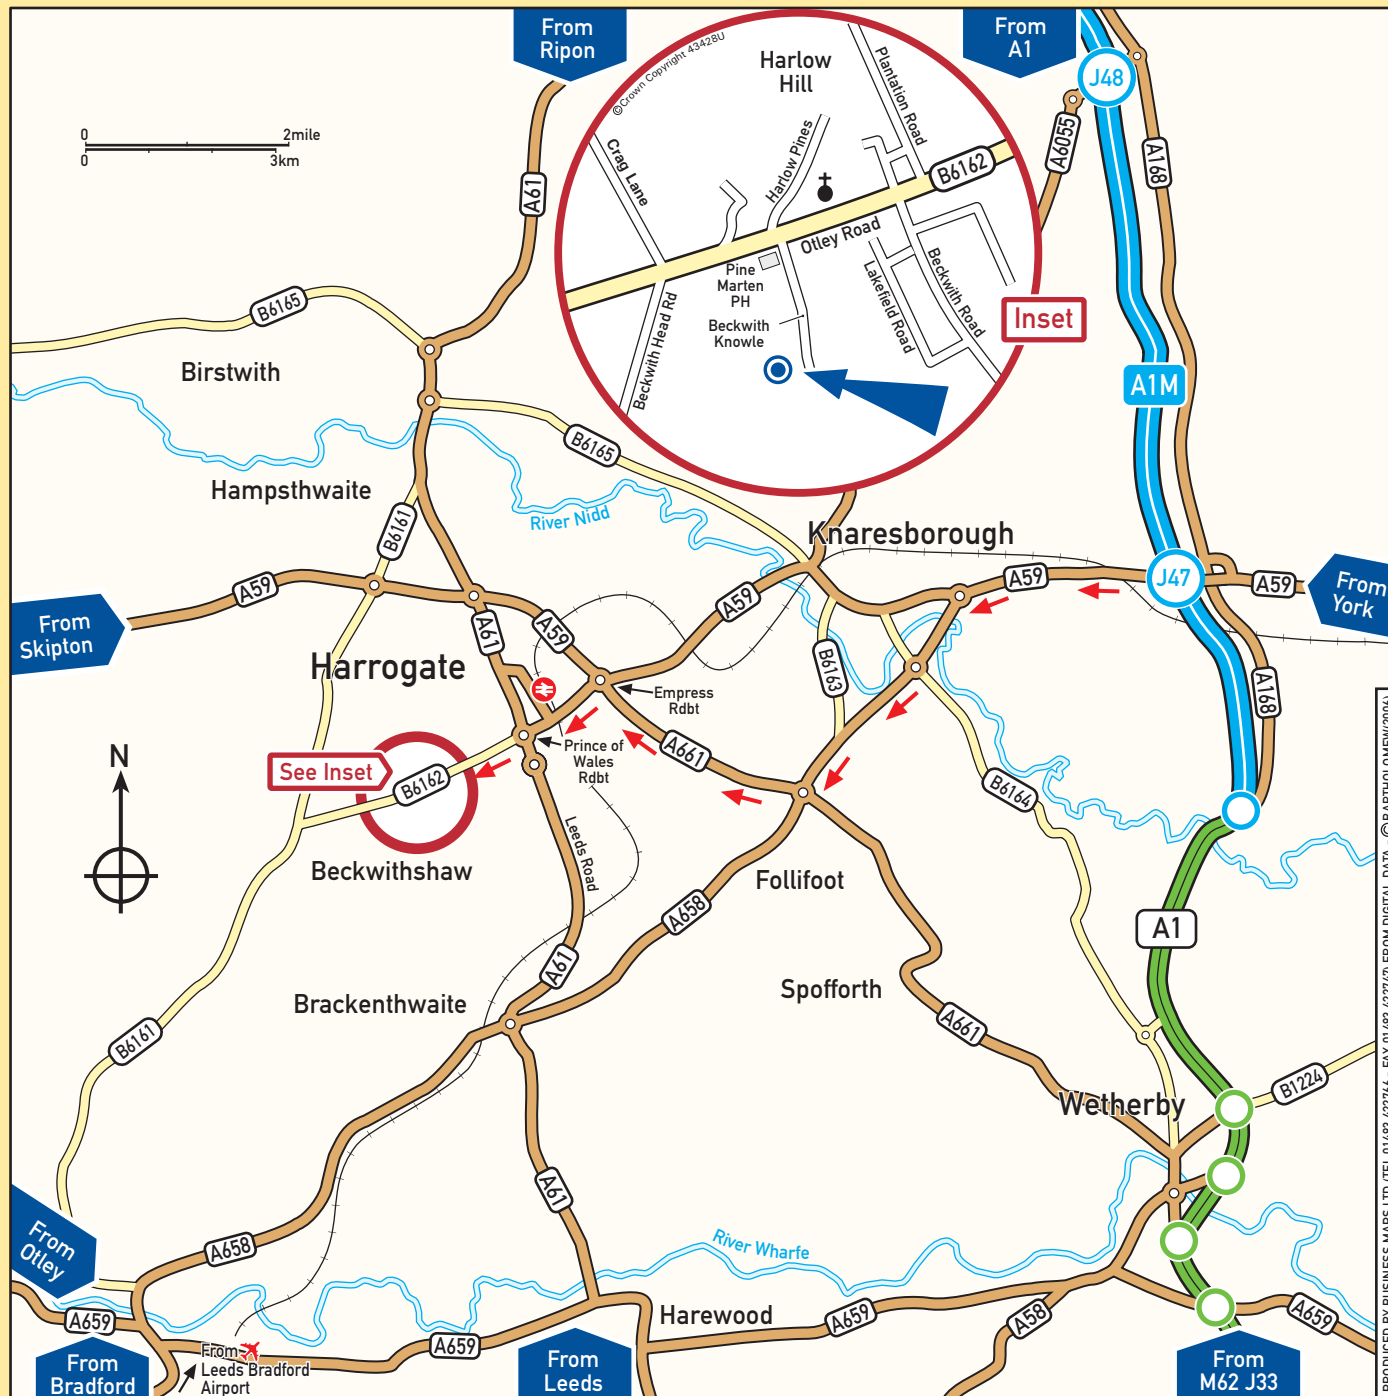 From
Ripon
From
A1
©Crown Copyright 43428U
Harlow
Hill
Plantation Road
J48
0 2mile
0 3km
Crag Lane
Harlow Pines
B6162
A6055
A168
A61
Otley Road
Pine
Marten
PH
Beckwith Road
Lakefield Road
Beckwith
Knowle
Beckwith Head Rd
Inset
B6165
Birstwith
A1M
B6165
Hampsthwaite
River Nidd
B6161
Knaresborough
A59
A59
A59
J47
A59
From
York
From
Skipton
A61
A59
Harrogate
B6163
Empress
Rdbt
A168
N
Prince of
Wales
Rdbt
A661
See Inset
B6162
B6164
Leeds Road
Beckwithshaw
Follifoot
A658
A1
A61
Spofforth
Brackenthwaite
A661
B6161
B1224
Wetherby
A61
From
Otley
A658
River Wharfe
A659
Harewood
A659
A58
A659
A659
From
Leeds Bradford
Airport
From
Bradford
From
Leeds
From
M62 J33